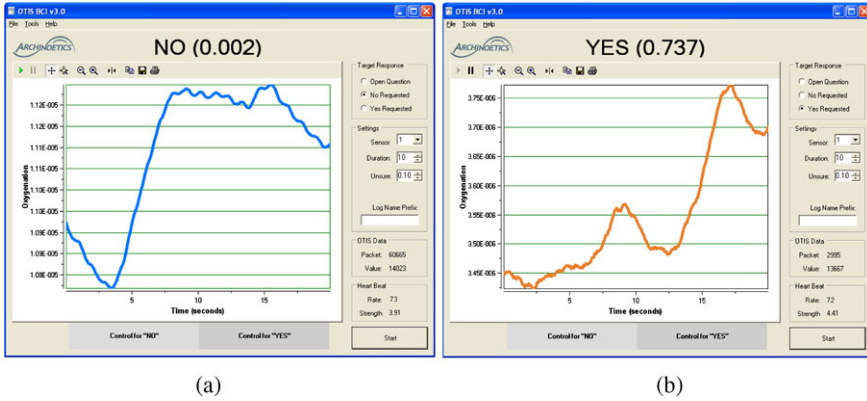 OTIS BCI v3.0
File Tools Help
ARCHINOETICS
NO (0.002)
Target Response
Open Question
No Requested
Yes Requested
Settings
Sensor: 1
Duration: 10
Unsure: 0.10
Log Name Prefix:
OTIS Data
Packet: 60665
Value: 14023
Heart Beat
Rate: 73
Strength 3.91
Start
Oxygenation
1.12E-005
1.12E-005
1.11E-005
1.11E-005
1.10E-005
1.10E-005
1.09E-005
1.09E-005
1.08E-005
5 10 15
Time (seconds)
Control for "NO" Control for "YES"
(a)
OTIS BCI v3.0
File Tools Help
ARCHINOETICS
YES (0.737)
Target Response
Open Question
No Requested
Yes Requested
Settings
Sensor: 1
Duration: 10
Unsure: 0.10
Log Name Prefix:
OTIS Data
Packet: 2995
Value: 13667
Heart Beat
Rate: 72
Strength 4.41
Start
Oxygenation
3.75E-006
3.70E-006
3.65E-006
3.60E-006
3.55E-006
3.50E-006
3.45E-006
5 10 15
Time (seconds)
Control for "NO" Control for "YES"
(b)